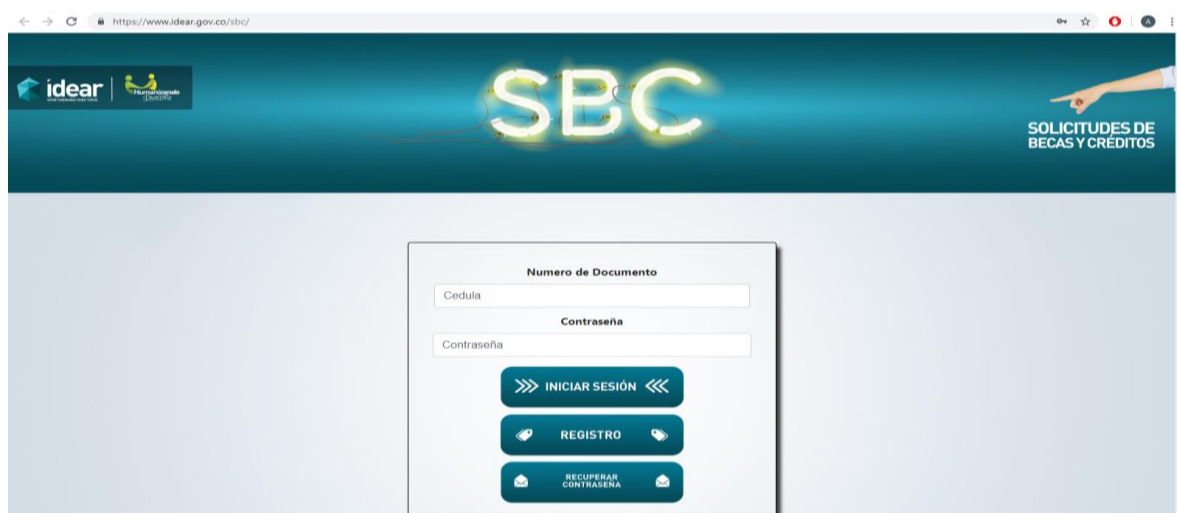 https://www.idear.gov.co/sbc/
A
idear
Humanizando
SBC
SOLICITUDES DE
BECAS Y CRÉDITOS
Numero de Documento
Cedula
Contraseña
Contraseña
INICIAR SESIÓN
REGISTRO
RECUPERAR
CONTRASEÑA